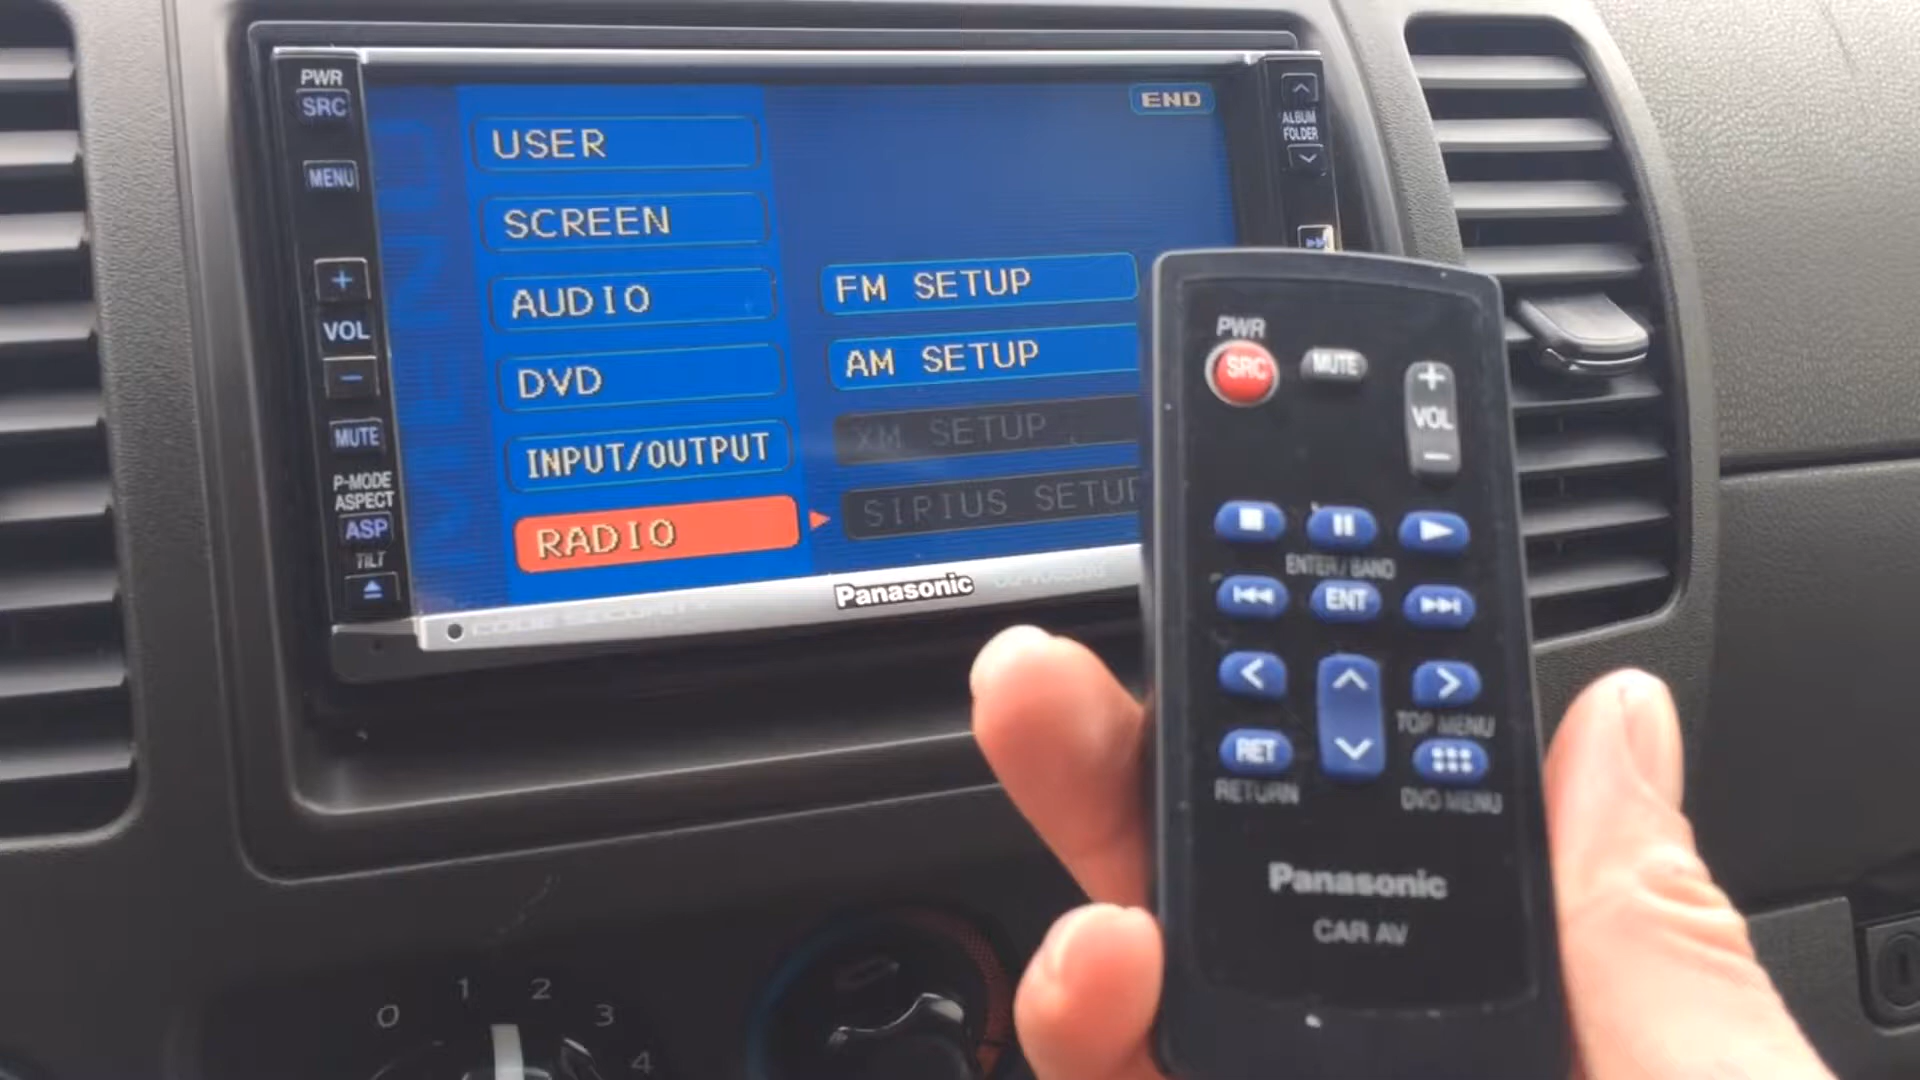 PWR
SRC
MENU
+
VOL
−
MUTE
P-MODE
ASPECT
ASP
TILT
USER
SCREEN
AUDIO
DVD
INPUT/OUTPUT
RADIO
END
FM SETUP
AM SETUP
XM SETUP
SIRIUS SETUP
ALBUM
FOLDER
CODE SECURITY
Panasonic
PWR
SRC
MUTE
+
VOL
−
ENTER / BAND
ENT
TOP MENU
RET
RETURN
DVD MENU
Panasonic
CAR AV
0
1
2
3
4